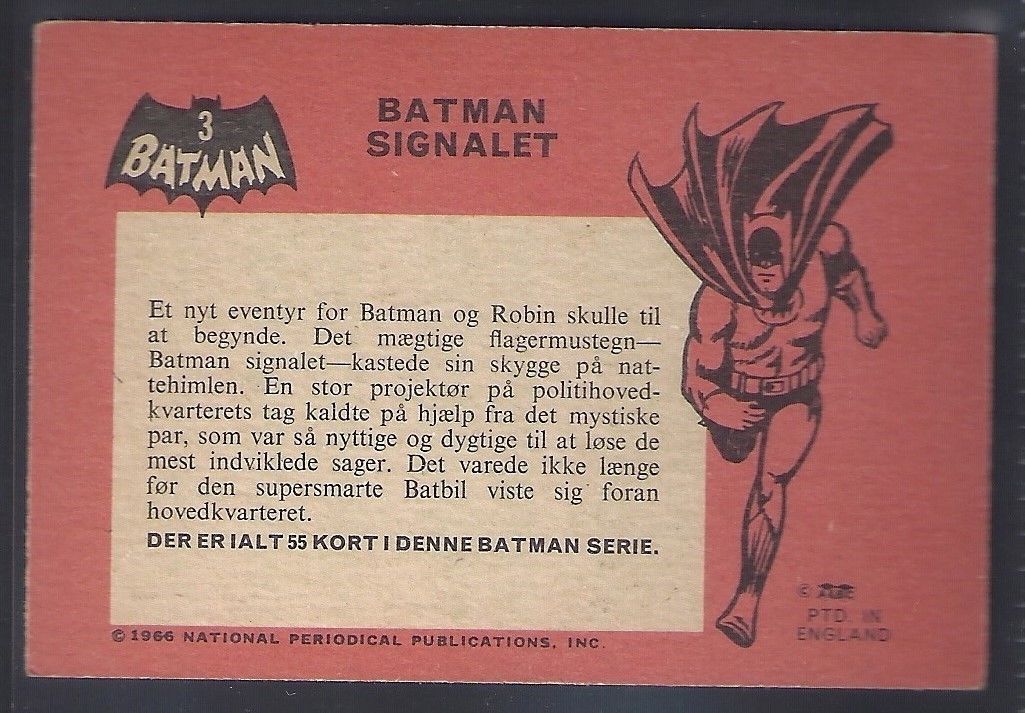 3
BATMAN
BATMAN
SIGNALET
Et nyt eventyr for Batman og Robin skulle til
at begynde. Det mægtige flagermustegn—
Batman signalet—kastede sin skygge på nat-
tehimlen. En stor projektør på politihoved-
kvarterets tag kaldte på hjælp fra det mystiske
par, som var så nyttige og dygtige til at løse de
mest indviklede sager. Det varede ikke længe
før den supersmarte Batbil viste sig foran
hovedkvarteret.
DER ER IALT 55 KORT I DENNE BATMAN SERIE.
© 1966 NATIONAL PERIODICAL PUBLICATIONS, INC.
©
PTD. IN
ENGLAND